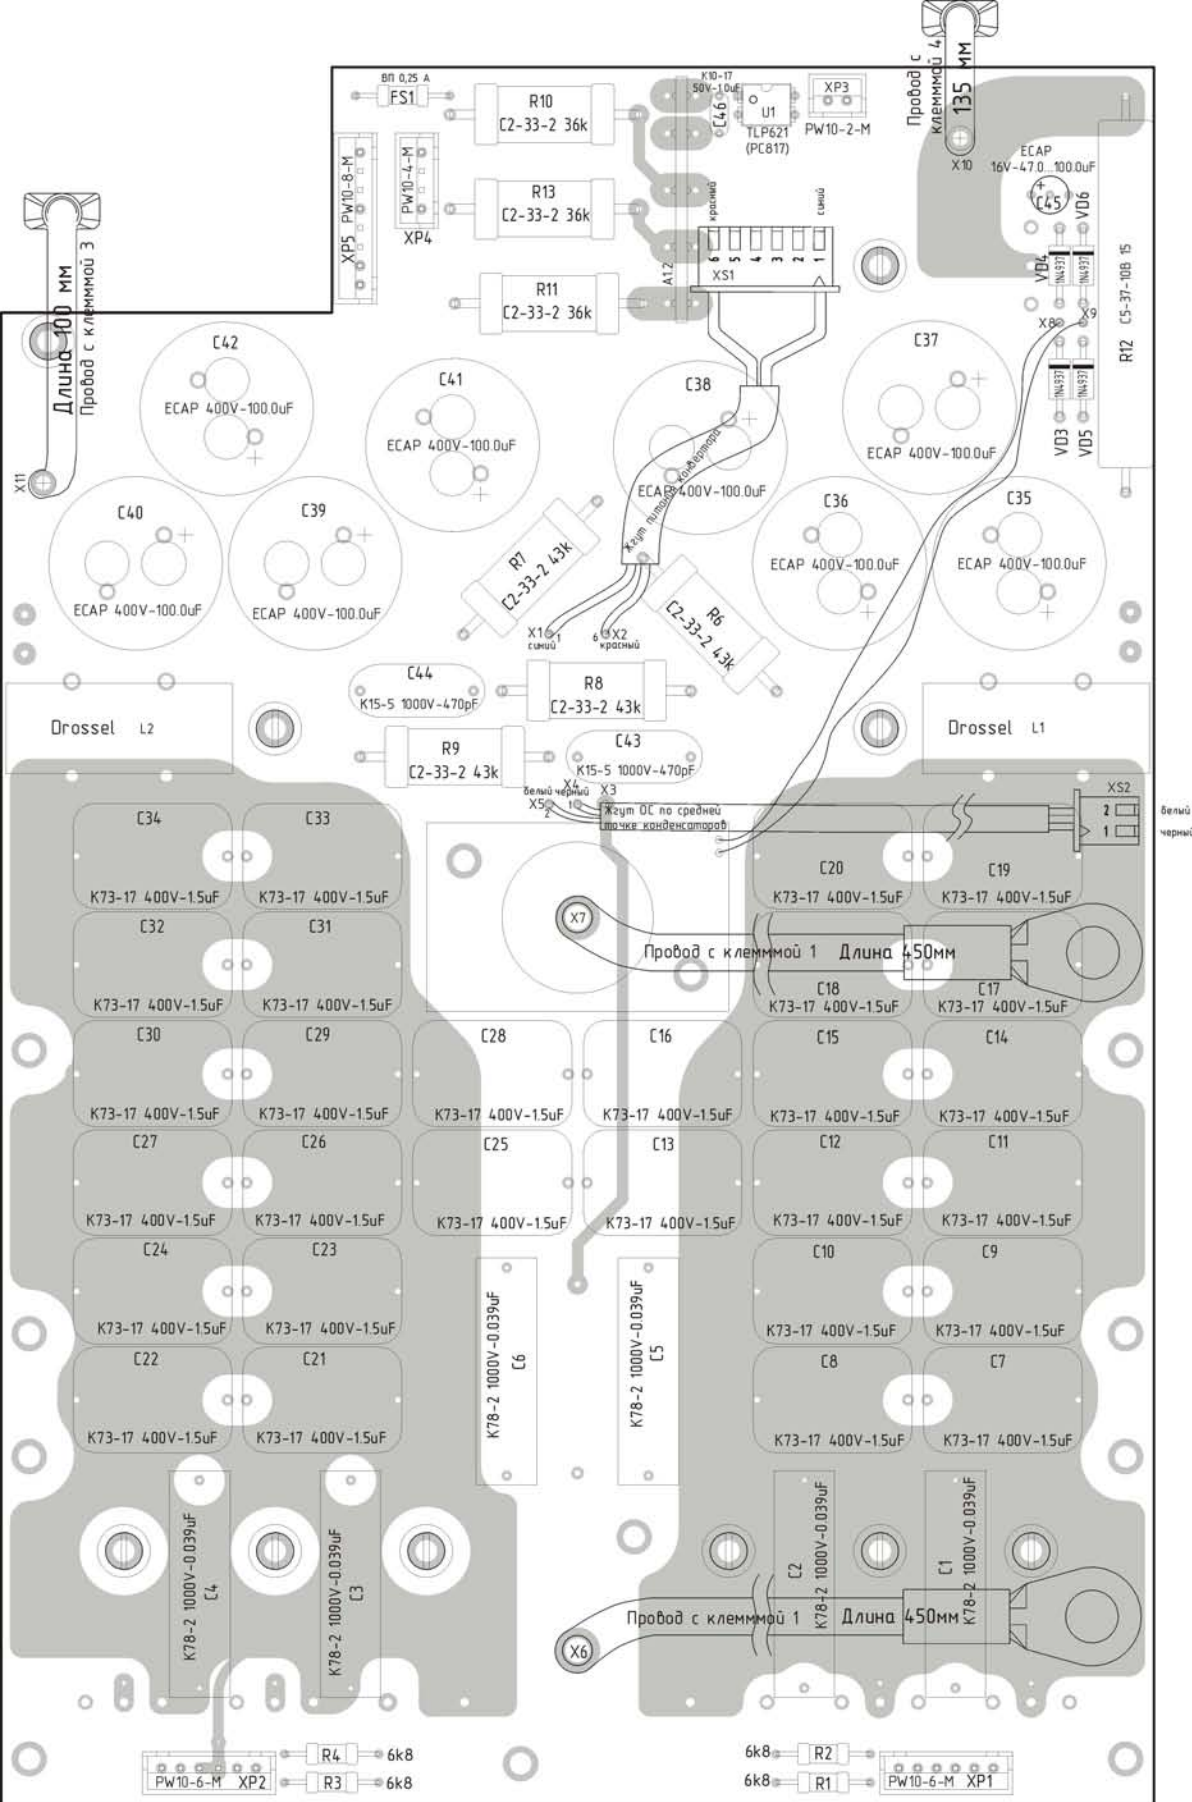 Провод с
клемммой 4
135 мм
X10
ВП 0,25 А
FS1
R10
С2-33-2 36k
К10-17
50V-1.0uF
C46
U1
TLP621
(PC817)
XP3
PW10-2-M
ECAP
16V-47.0...100.0uF
+
C45
VD6
VD4
1N4937
1N4937
X8
X9
1N4937
1N4937
VD3
VD5
R12 С5-37-10В 15
XP5 PW10-8-M
PW10-4-M
XP4
R13
С2-33-2 36k
R11
С2-33-2 36k
A1.2
красный
синий
6 5 4 3 2 1
XS1
Длина 100 мм
Провод с клемммой 3
X11
C42
ECAP 400V-100.0uF
+
C41
ECAP 400V-100.0uF
+
C38
ECAP 400V-100.0uF
+
C37
ECAP 400V-100.0uF
+
C40
ECAP 400V-100.0uF
+
C39
ECAP 400V-100.0uF
+
C36
ECAP 400V-100.0uF
+
C35
ECAP 400V-100.0uF
+
Жгут питания конвертора
R7
С2-33-2 43k
R6
С2-33-2 43k
X1 1
синий
6 X2
красный
C44
К15-5 1000V-470pF
R8
С2-33-2 43k
R9
С2-33-2 43k
C43
К15-5 1000V-470pF
Drossel L2
Drossel L1
белый черный
X5 2
X4 1
X3
Жгут ОС по средней
точке конденсаторов
XS2
2 белый
1 черный
C34
К73-17 400V-1.5uF
C33
К73-17 400V-1.5uF
C20
К73-17 400V-1.5uF
C19
К73-17 400V-1.5uF
C32
К73-17 400V-1.5uF
C31
К73-17 400V-1.5uF
X7
Провод с клемммой 1 Длина 450мм
C18
К73-17 400V-1.5uF
C17
К73-17 400V-1.5uF
C30
К73-17 400V-1.5uF
C29
К73-17 400V-1.5uF
C28
К73-17 400V-1.5uF
C16
К73-17 400V-1.5uF
C15
К73-17 400V-1.5uF
C14
К73-17 400V-1.5uF
C27
К73-17 400V-1.5uF
C26
К73-17 400V-1.5uF
C25
К73-17 400V-1.5uF
C13
К73-17 400V-1.5uF
C12
К73-17 400V-1.5uF
C11
К73-17 400V-1.5uF
C24
К73-17 400V-1.5uF
C23
К73-17 400V-1.5uF
C10
К73-17 400V-1.5uF
C9
К73-17 400V-1.5uF
К78-2 1000V-0.039uF
C6
К78-2 1000V-0.039uF
C5
C22
К73-17 400V-1.5uF
C21
К73-17 400V-1.5uF
C8
К73-17 400V-1.5uF
C7
К73-17 400V-1.5uF
К78-2 1000V-0.039uF
C4
К78-2 1000V-0.039uF
C3
C2
К78-2 1000V-0.039uF
C1
К78-2 1000V-0.039uF
X6
Провод с клемммой 1 Длина 450мм
PW10-6-M XP2
R4 6k8
R3 6k8
6k8 R2
6k8 R1
PW10-6-M XP1